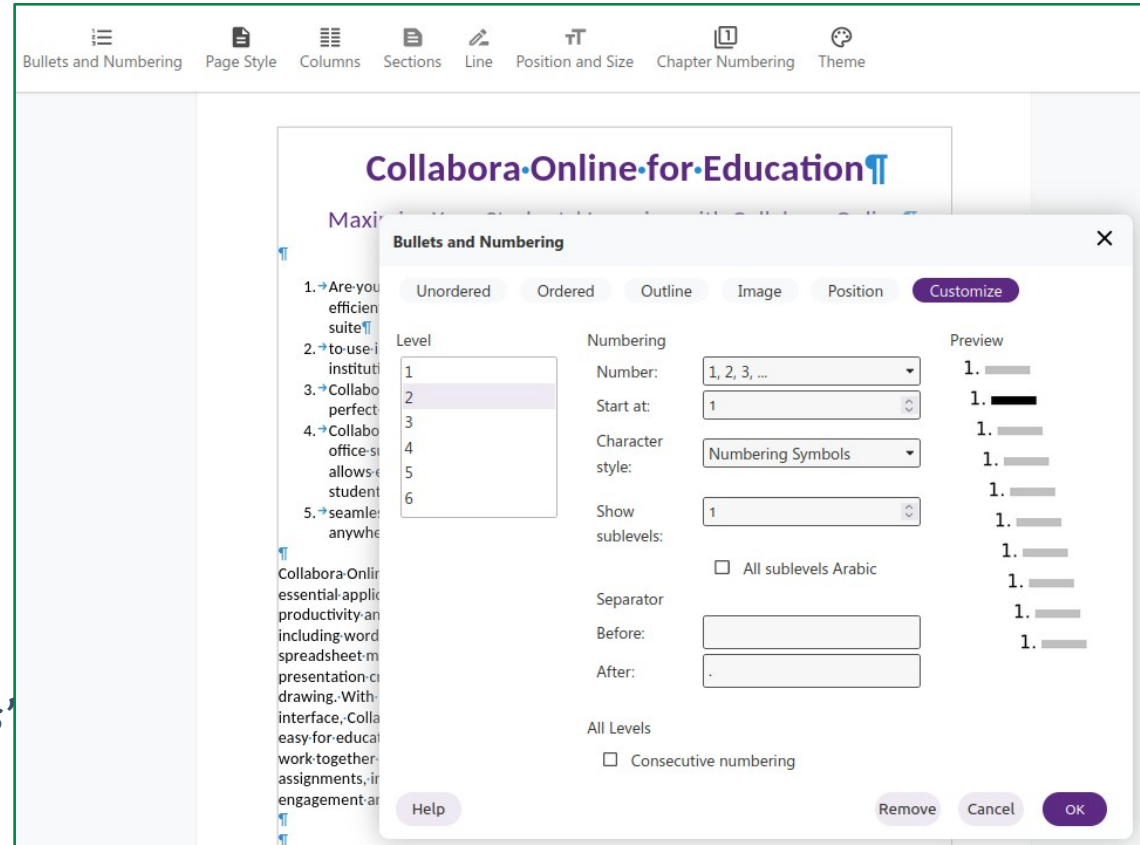 Bullets and Numbering
Page Style
Columns
Sections
Line
Position and Size
Chapter Numbering
Theme
Collabora·Online·for·Education¶
¶
1.→Are·you
efficien
suite¶
2.→to·use·i
instituti
3.→Collabo
perfect
4.→Collabo
office·su
allows·e
student
5.→seamles
anywhe
¶
Collabora·Onlin
essential·applic
productivity·an
including·word
spreadsheet·m
presentation·cr
drawing.·With·
interface,·Colla
easy·for·educat
work·together·
assignments,·in
engagement·an
¶
¶
Bullets and Numbering
Unordered
Ordered
Outline
Image
Position
Customize
Level
1
2
3
4
5
6
Numbering
Number:
1, 2, 3, ...
Start at:
1
Character
style:
Numbering Symbols
Show
sublevels:
1
All sublevels Arabic
Separator
Before:
After:
.
All Levels
Consecutive numbering
Preview
1.
1.
1.
1.
1.
1.
1.
1.
1.
1.
Help
Remove
Cancel
OK